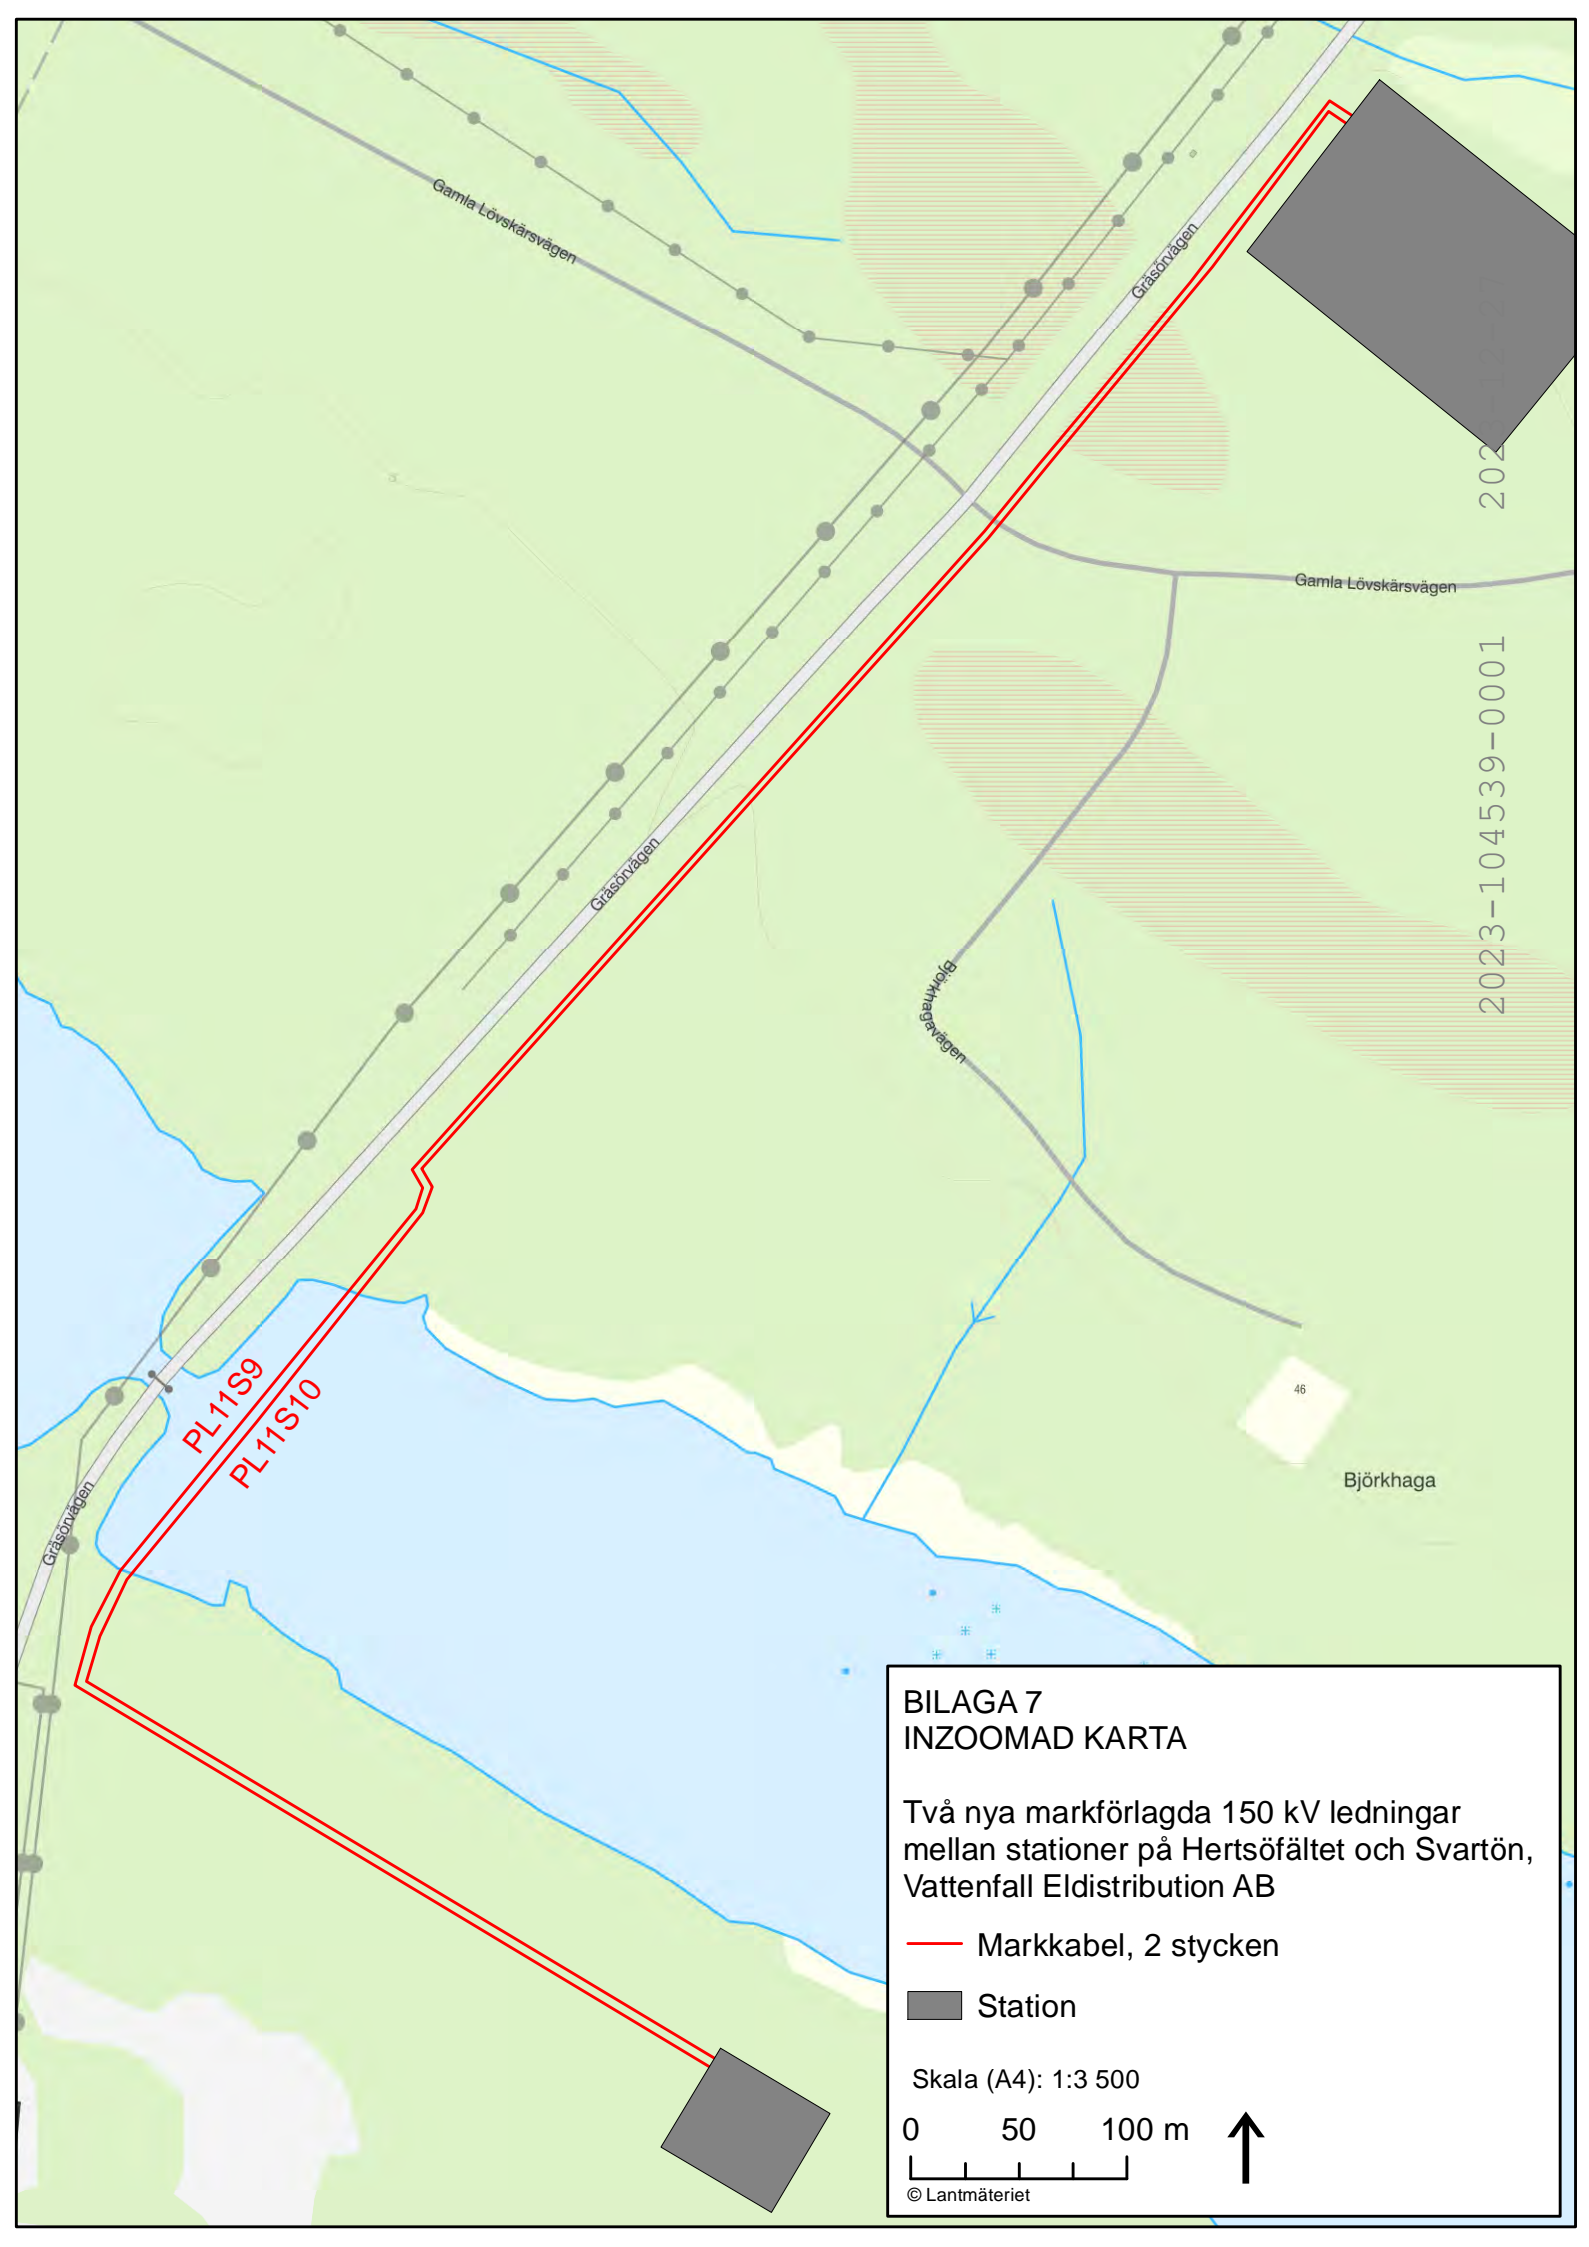 Gamla Lövskärsvägen
Gräsörvägen
Gamla Lövskärsvägen
Gräsörvägen
Björkhagavägen
Gräsörvägen
PL11S9
PL11S10
46
Björkhaga
2023-104539-0001
BILAGA 7
INZOOMAD KARTA
Två nya markförlagda 150 kV ledningar
mellan stationer på Hertsöfältet och Svartön,
Vattenfall Eldistribution AB
Markkabel, 2 stycken
Station
Skala (A4): 1:3 500
0 50 100 m
© Lantmäteriet